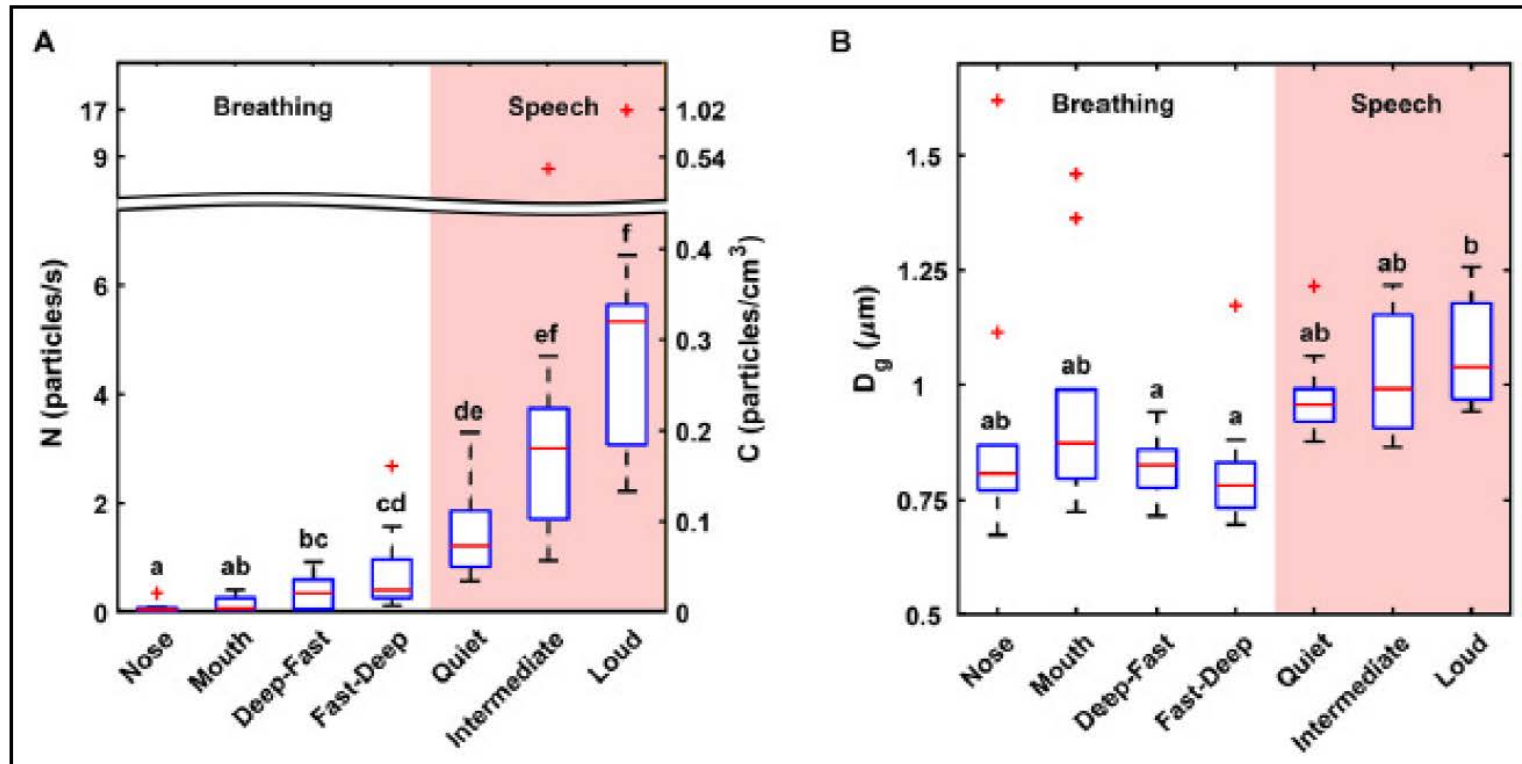 A
Breathing
Speech
17
9
6
4
2
0
N (particles/s)
1.02
0.54
0.4
0.3
0.2
0.1
0
C (particles/cm³)
a
ab
bc
cd
de
ef
f
Nose
Mouth
Deep-Fast
Fast-Deep
Quiet
Intermediate
Loud
B
Breathing
Speech
1.5
1.25
1
0.75
0.5
D_g (μm)
ab
ab
a
a
ab
ab
b
Nose
Mouth
Deep-Fast
Fast-Deep
Quiet
Intermediate
Loud